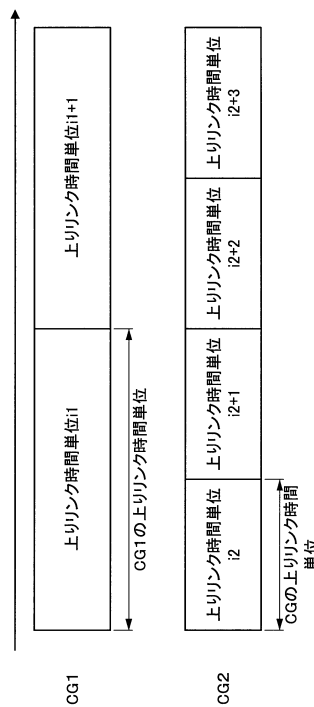 CG1
上りリンク時間単位i1
上りリンク時間単位i1+1
CG1の上りリンク時間単位
CG2
上りリンク時間単位
i2
上りリンク時間単位
i2+1
上りリンク時間単位
i2+2
上りリンク時間単位
i2+3
CGの上りリンク時間
単位